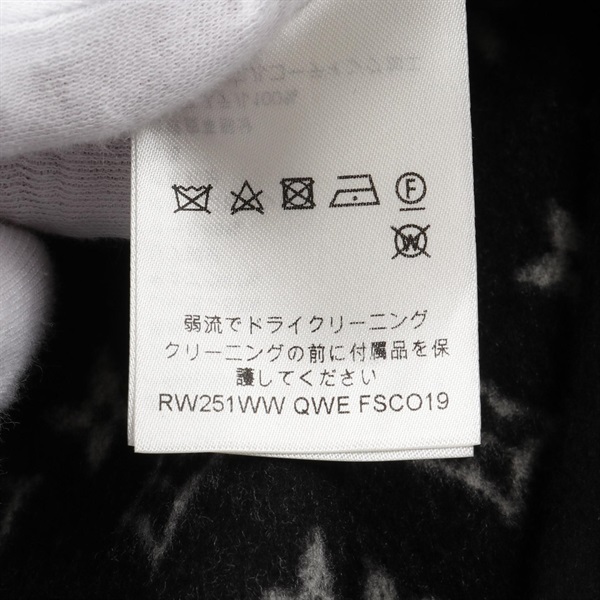 F
W
弱流でドライクリーニング
クリーニングの前に付属品を保
護してください
RW251WW QWE FSCO19